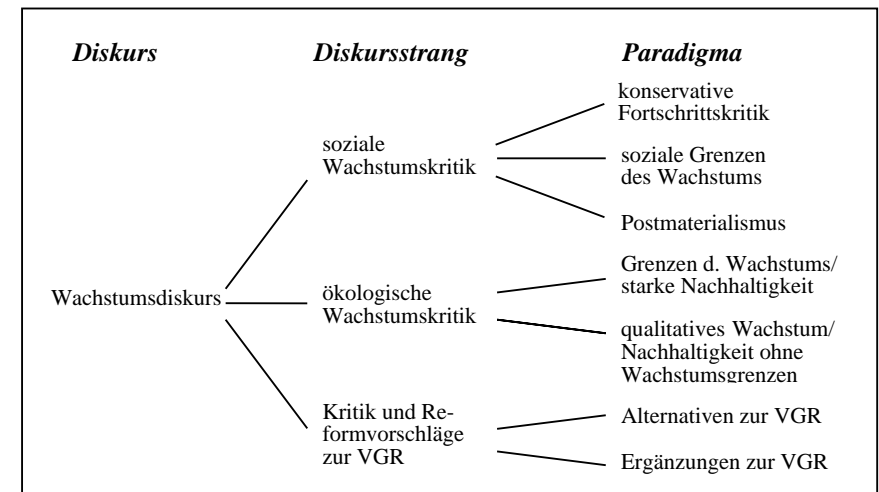 Diskurs Diskursstrang Paradigma
konservative
Fortschrittskritik
soziale
Wachstumskritik
soziale Grenzen
des Wachstums
Postmaterialismus
Wachstumsdiskurs
ökologische
Wachstumskritik
Grenzen d. Wachstums/
starke Nachhaltigkeit
qualitatives Wachstum/
Nachhaltigkeit ohne
Wachstumsgrenzen
Kritik und Re-
formvorschläge
zur VGR
Alternativen zur VGR
Ergänzungen zur VGR